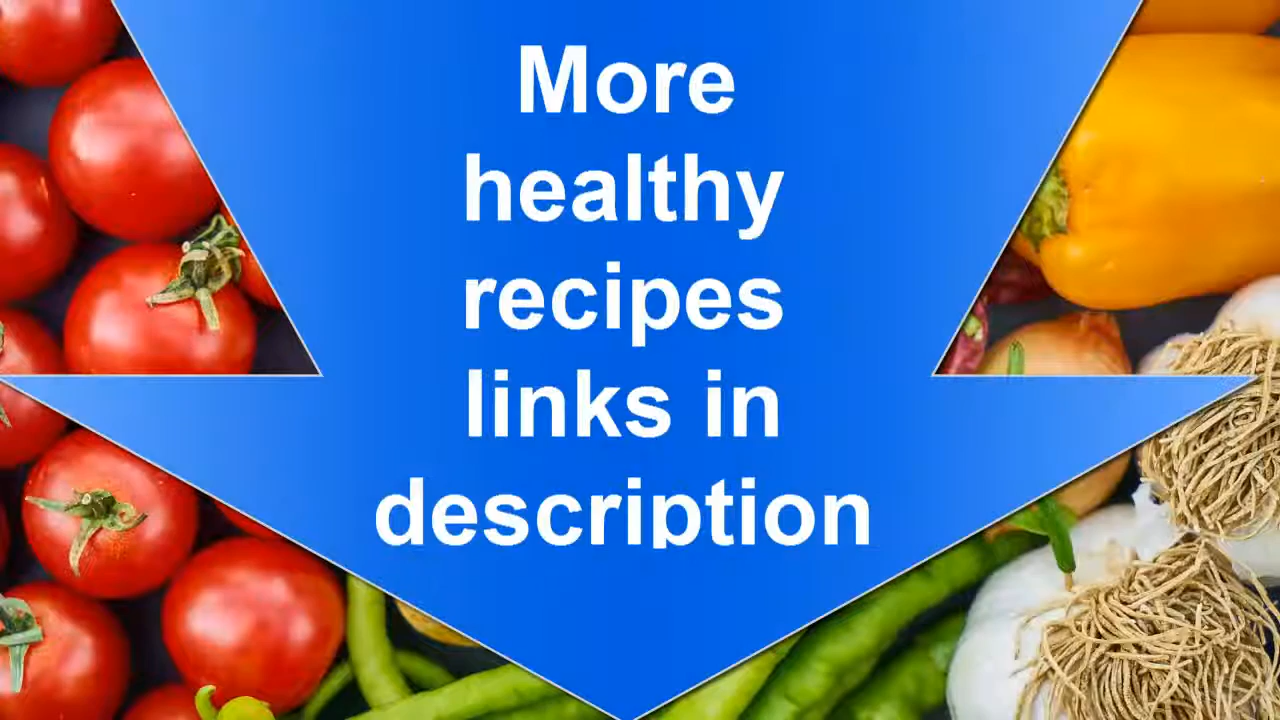 More
healthy
recipes
links in
description